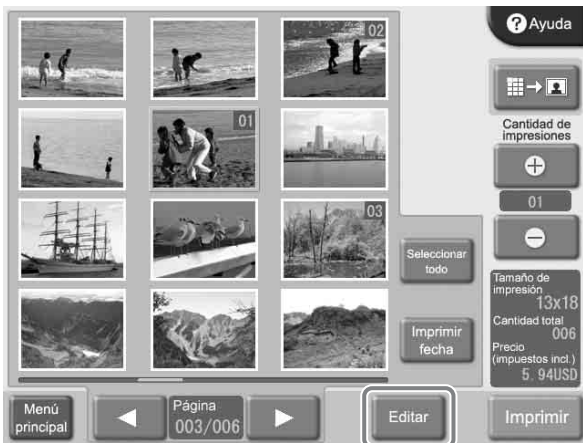 02
Ayuda
01
Cantidad de
impresiones
01
03
Seleccionar
todo
Tamaño de
impresión
13x18
Cantidad total
006
Precio
(impuestos incl.)
5.94USD
Imprimir
fecha
Menú
principal
Página
003/006
Editar
Imprimir